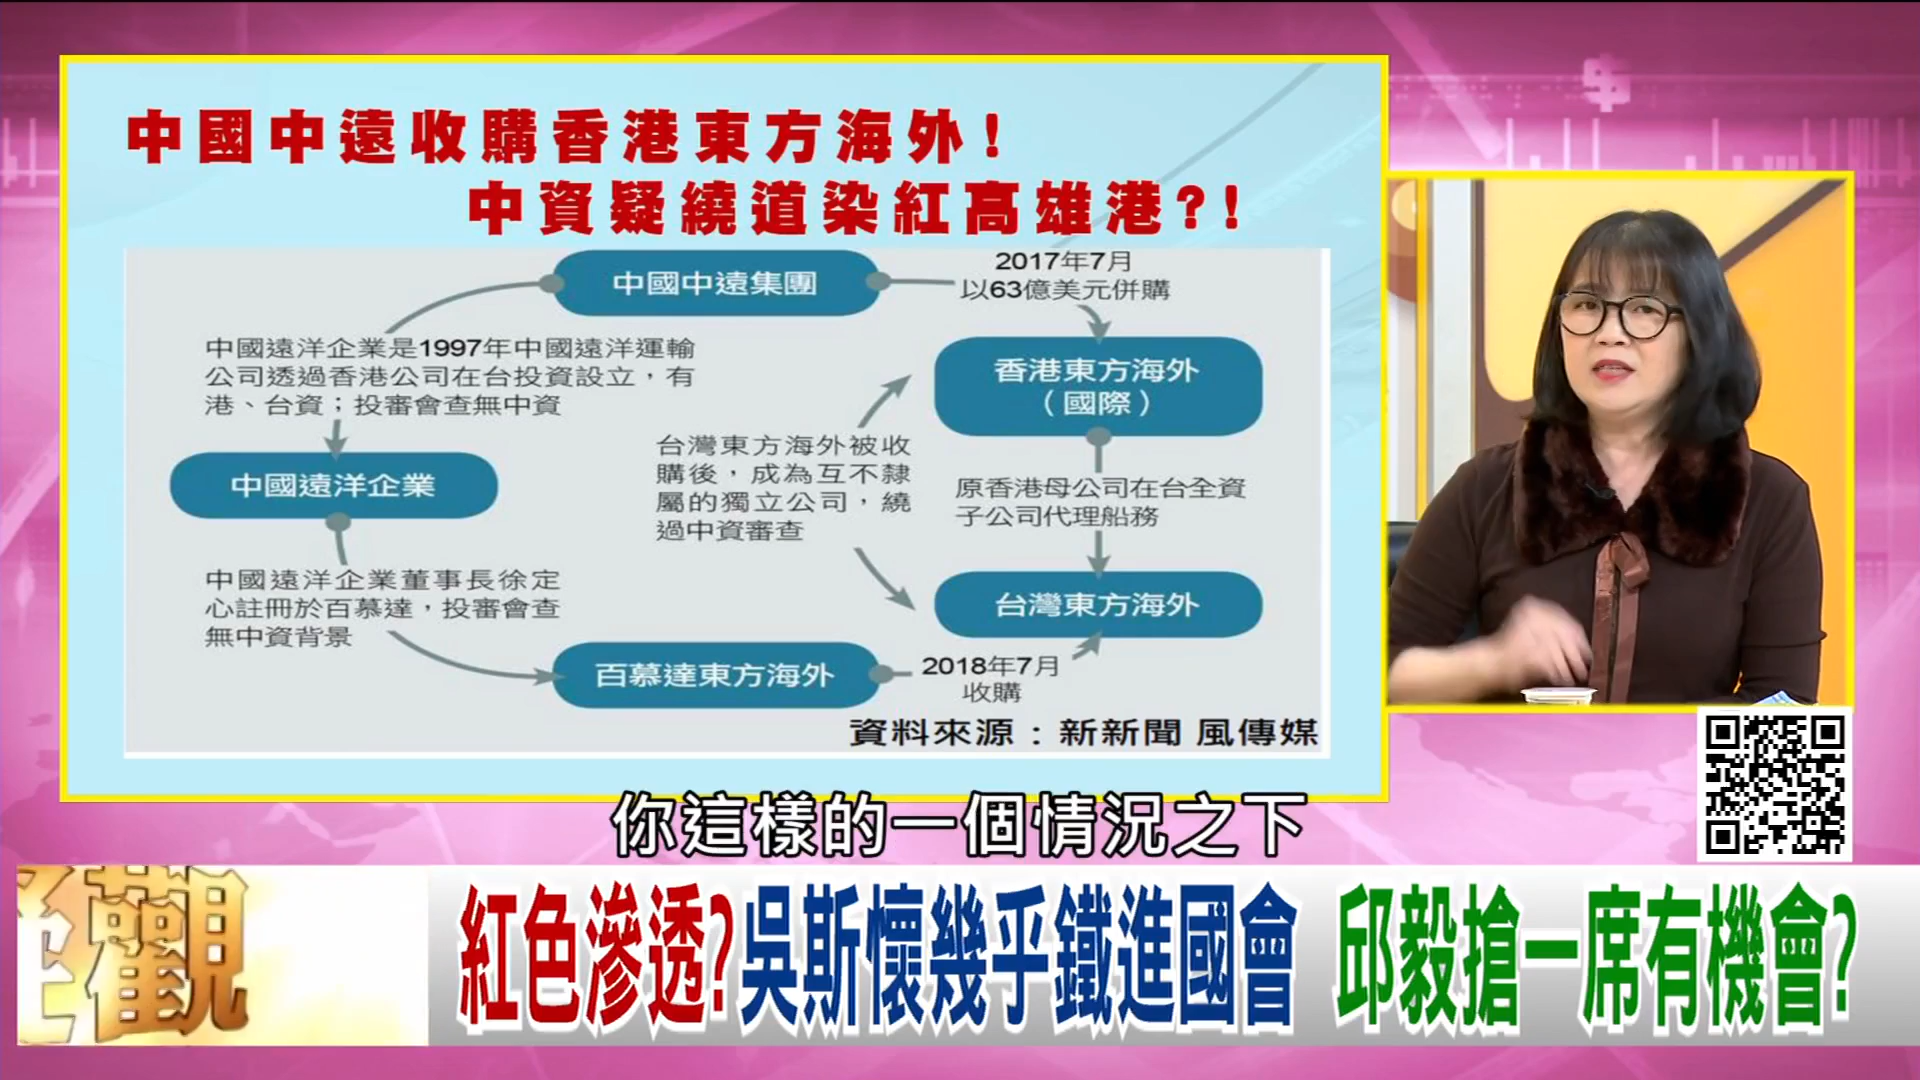 中國中遠收購香港東方海外!
中資疑繞道染紅高雄港?!
中國中遠集團
2017年7月
以63億美元併購
中國遠洋企業是1997年中國遠洋運輸
公司透過香港公司在台投資設立，有
港、台資；投審會查無中資
香港東方海外
（國際）
台灣東方海外被收
購後，成為互不隸
屬的獨立公司，繞
過中資審查
中國遠洋企業
原香港母公司在台全資
子公司代理船務
中國遠洋企業董事長徐定
心註冊於百慕達，投審會查
無中資背景
台灣東方海外
百慕達東方海外
2018年7月
收購
資料來源：新新聞 風傳媒
你這樣的一個情況之下
觀
紅色滲透?吳斯懷幾乎鐵進國會 邱毅搶一席有機會?